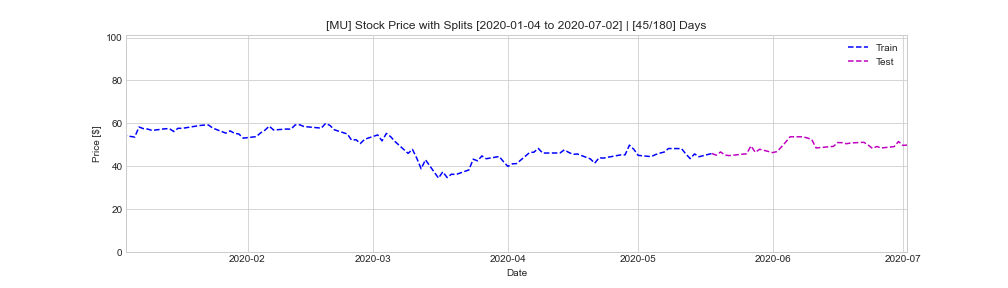 [MU] Stock Price with Splits [2020-01-04 to 2020-07-02] | [45/180] Days
Train
Test
Price [$]
100
80
60
40
20
0
2020-02 2020-03 2020-04 2020-05 2020-06 2020-07
Date